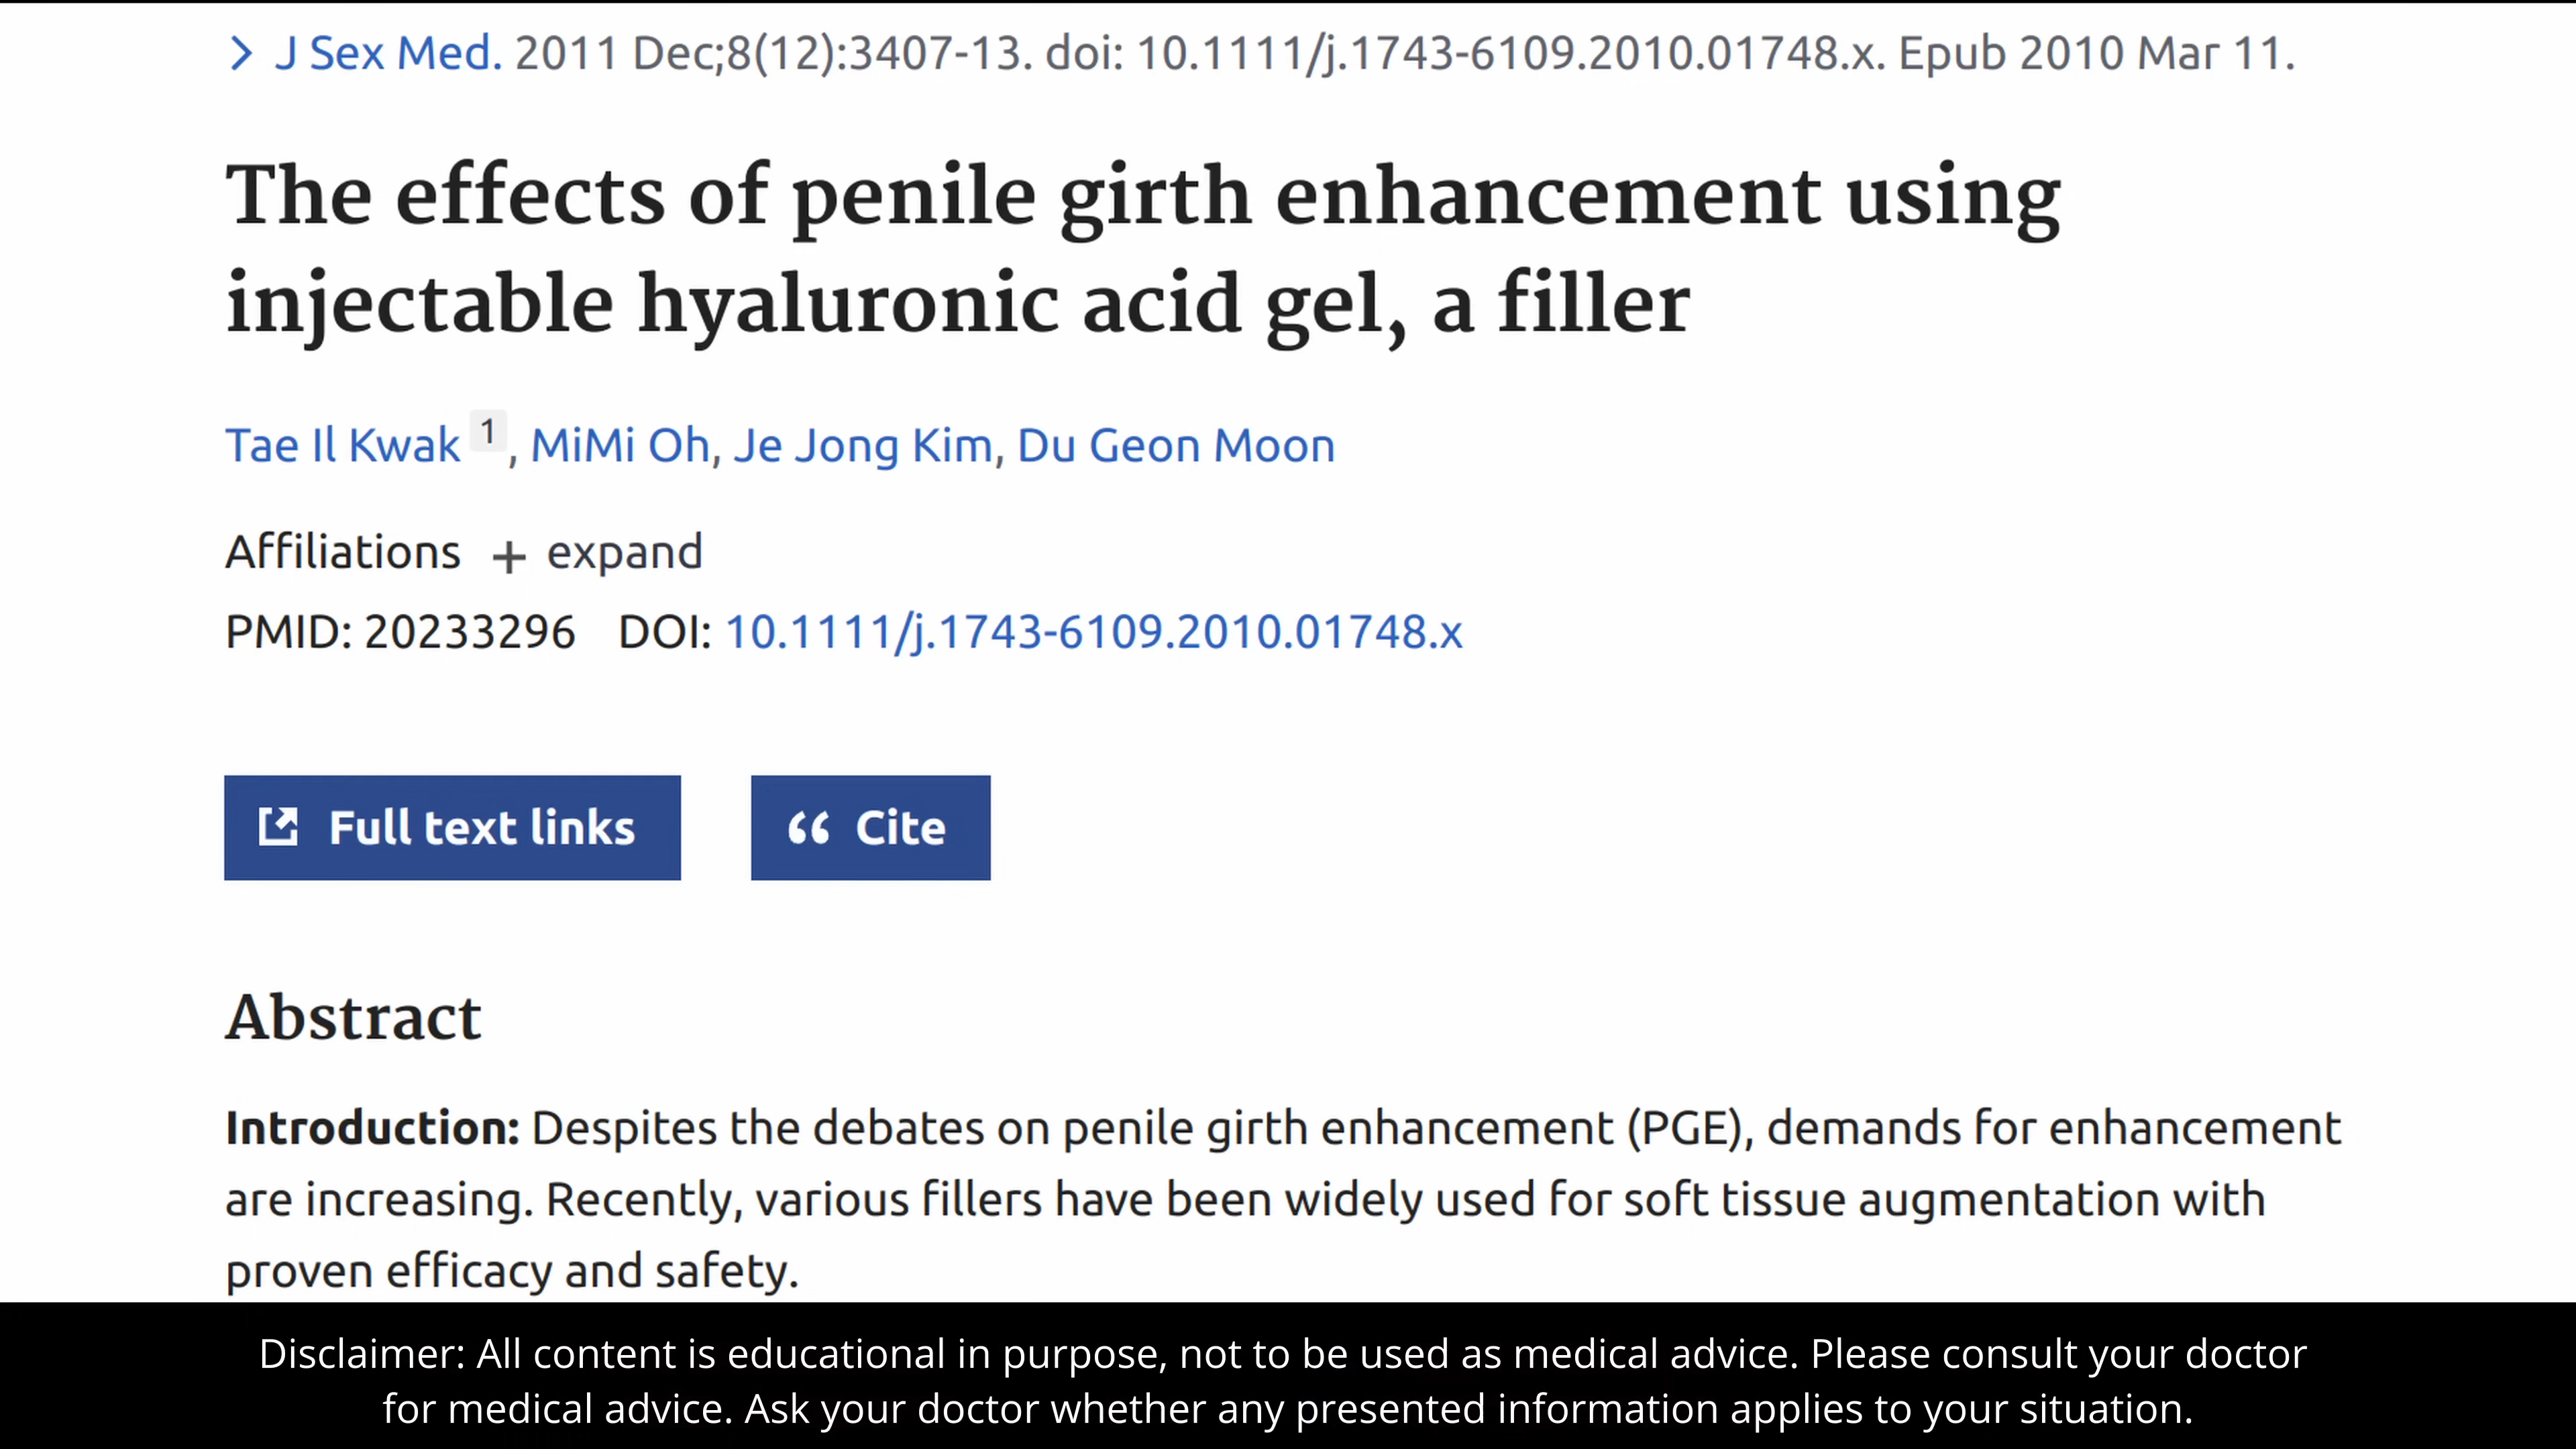 > J Sex Med. 2011 Dec;8(12):3407-13. doi: 10.1111/j.1743-6109.2010.01748.x. Epub 2010 Mar 11.
The effects of penile girth enhancement using
injectable hyaluronic acid gel, a filler
Tae Il Kwak 1, MiMi Oh, Je Jong Kim, Du Geon Moon
Affiliations + expand
PMID: 20233296 DOI: 10.1111/j.1743-6109.2010.01748.x
Full text links “ Cite
Abstract
Introduction: Despites the debates on penile girth enhancement (PGE), demands for enhancement
are increasing. Recently, various fillers have been widely used for soft tissue augmentation with
proven efficacy and safety.
Disclaimer: All content is educational in purpose, not to be used as medical advice. Please consult your doctor
for medical advice. Ask your doctor whether any presented information applies to your situation.